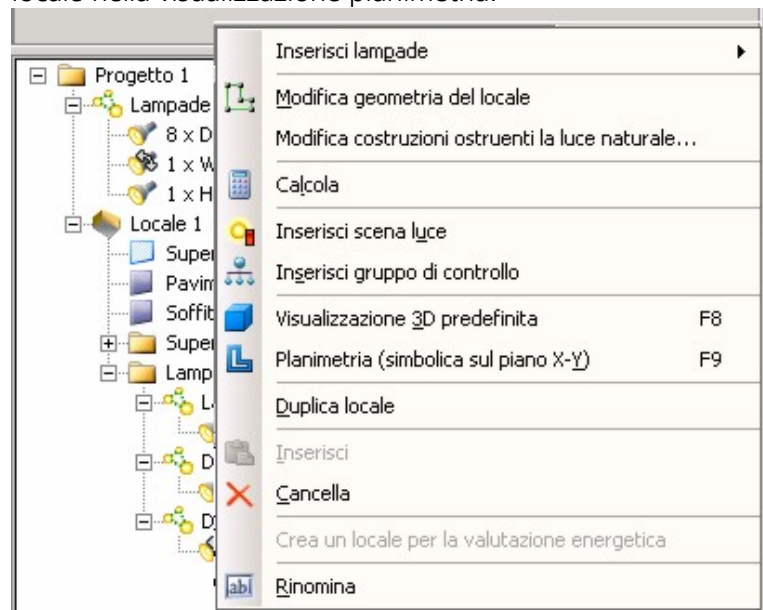 locale nella visualizzazione planimetria.
Inserisci lampade
Progetto 1
Modifica geometria del locale
Lampade
8 x D
Modifica costruzioni ostruenti la luce naturale...
1 x W
1 x H
Calcola
Locale 1
Inserisci scena luce
Super
Pavim
Inserisci gruppo di controllo
Soffit
Visualizzazione 3D predefinita F8
Super
Planimetria (simbolica sul piano X-Y) F9
Lamp
L
Duplica locale
D
Inserisci
Cancella
D
Crea un locale per la valutazione energetica
abl
Rinomina